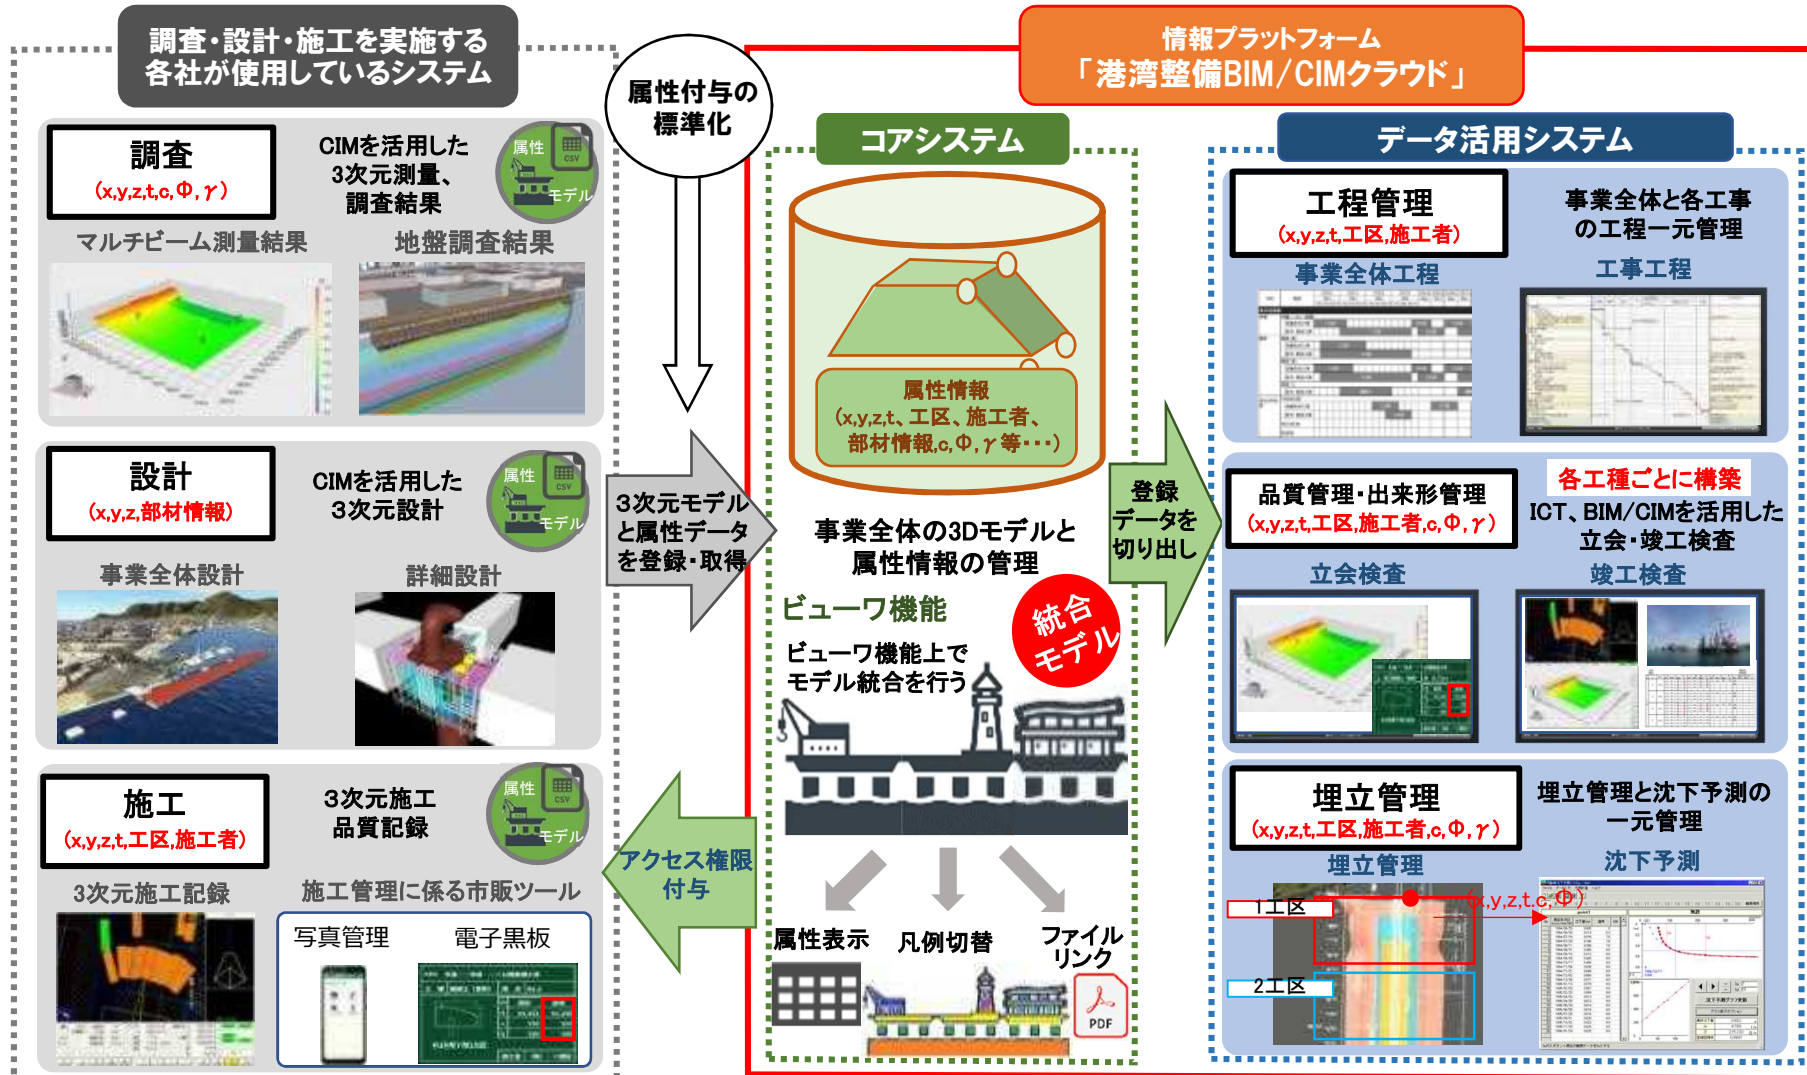 調査・設計・施工を実施する
各社が使用しているシステム
属性付与の
標準化
情報プラットフォーム
「港湾整備BIM/CIMクラウド」
調査
(x,y,z,t,c,Φ,γ)
CIMを活用した
3次元測量、
調査結果
属性
CSV
モデル
マルチビーム測量結果
地盤調査結果
設計
(x,y,z,部材情報)
CIMを活用した
3次元設計
属性
CSV
モデル
事業全体設計
詳細設計
施工
(x,y,z,t,工区,施工者)
3次元施工
品質記録
属性
CSV
モデル
3次元施工記録
施工管理に係る市販ツール
写真管理
電子黒板
3次元モデル
と属性データ
を登録・取得
アクセス権限
付与
コアシステム
属性情報
(x,y,z,t、工区、施工者、
部材情報,c,Φ,γ等・・・)
事業全体の3Dモデルと
属性情報の管理
ビューワ機能
統合
モデル
ビューワ機能上で
モデル統合を行う
属性表示
凡例切替
ファイル
リンク
PDF
登録
データを
切り出し
データ活用システム
工程管理
(x,y,z,t,工区,施工者)
事業全体と各工事
の工程一元管理
事業全体工程
工事工程
品質管理・出来形管理
(x,y,z,t,工区,施工者,c,Φ,γ)
各工種ごとに構築
ICT、BIM/CIMを活用した
立会・竣工検査
立会検査
竣工検査
埋立管理
(x,y,z,t,工区,施工者,c,Φ,γ)
埋立管理と沈下予測の
一元管理
埋立管理
沈下予測
1工区
(x,y,z,t.c,Φ)
2工区